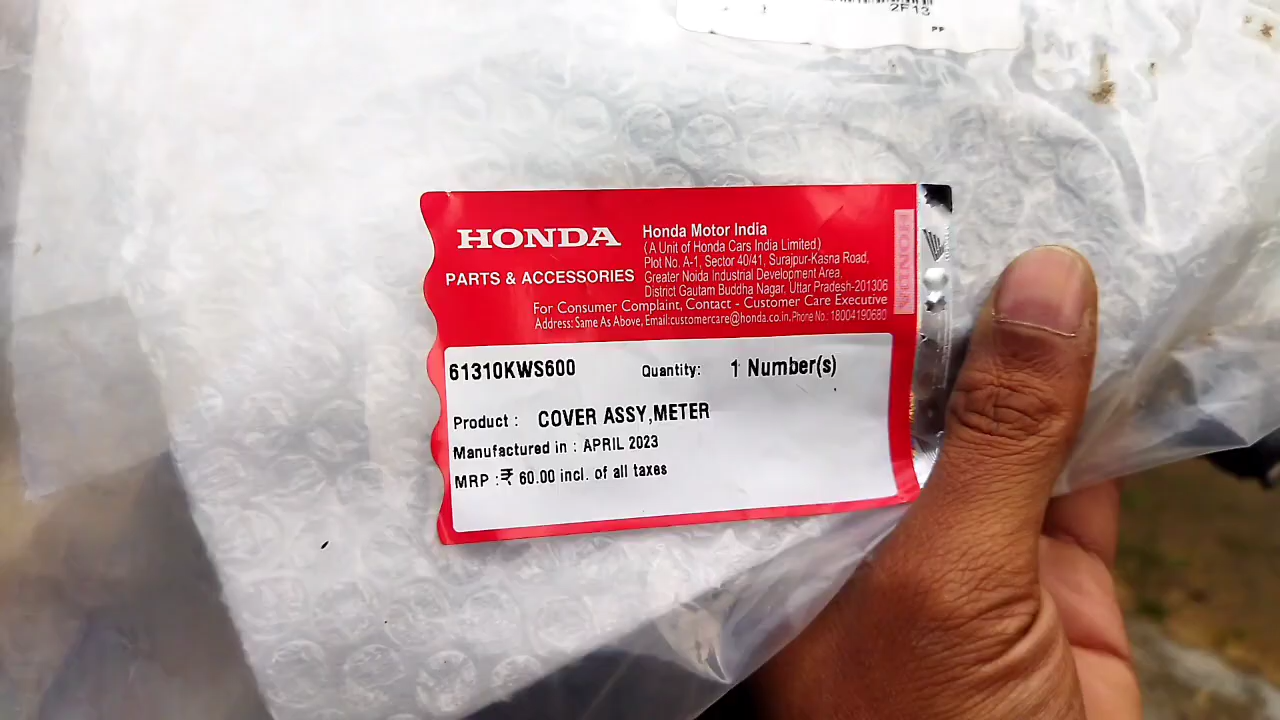 2F13
PP
HONDA
PARTS & ACCESSORIES
Honda Motor India
(A Unit of Honda Cars India Limited)
Plot No. A-1, Sector 40/41, Surajpur-Kasna Road,
Greater Noida Industrial Development Area,
District Gautam Buddha Nagar, Uttar Pradesh-201306
For Consumer Complaint, Contact - Customer Care Executive
Address: Same As Above, Email:customercare@honda.co.in.Phone No. 18004190680
HONDA
61310KWS600 Quantity: 1 Number(s)
Product : COVER ASSY,METER
Manufactured in : APRIL 2023
MRP :₹ 60.00 incl. of all taxes